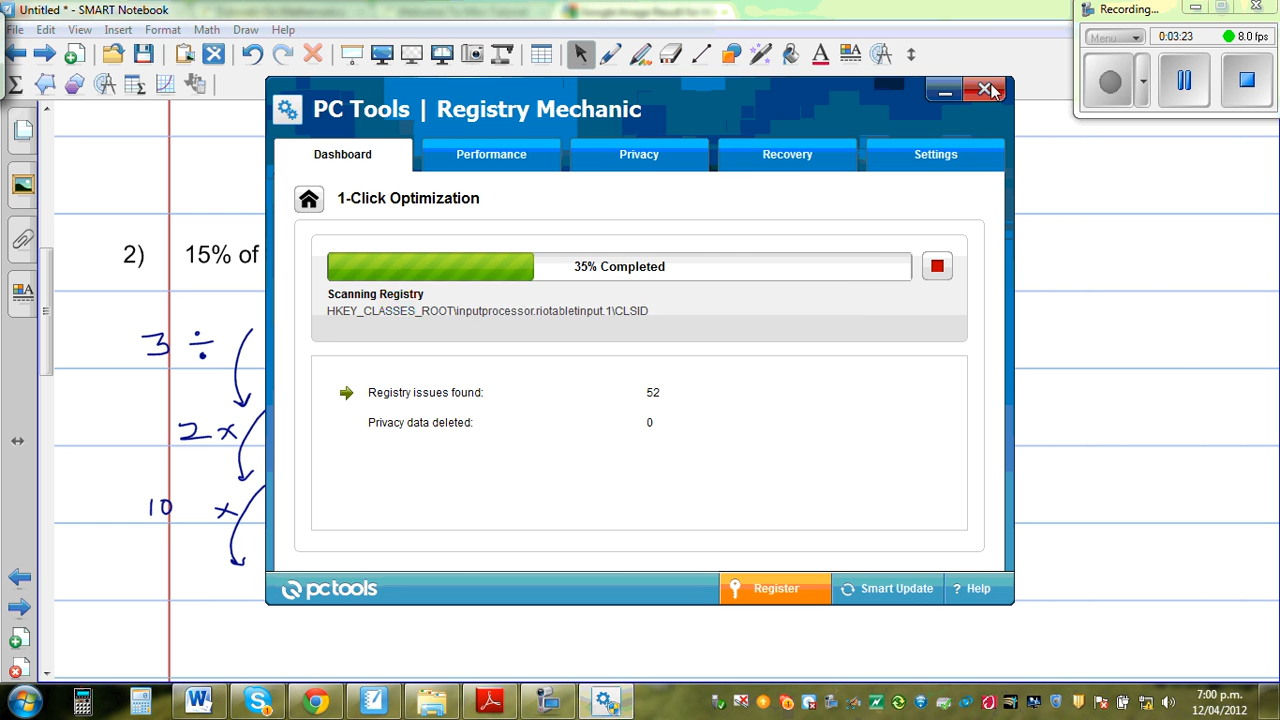 Untitled * - SMART Notebook
Recording...
File Edit View Insert Format Math Draw Help
Menu
0:03:23
8.0 fps
PC Tools | Registry Mechanic
Dashboard
Performance
Privacy
Recovery
Settings
1-Click Optimization
2) 15% of
35% Completed
Scanning Registry
HKEY_CLASSES_ROOT\inputprocessor.riotabletinput.1\CLSID
3 ÷
Registry issues found: 52
Privacy data deleted: 0
2 x
10 x
pctools
Register
Smart Update
? Help
7:00 p.m.
12/04/2012